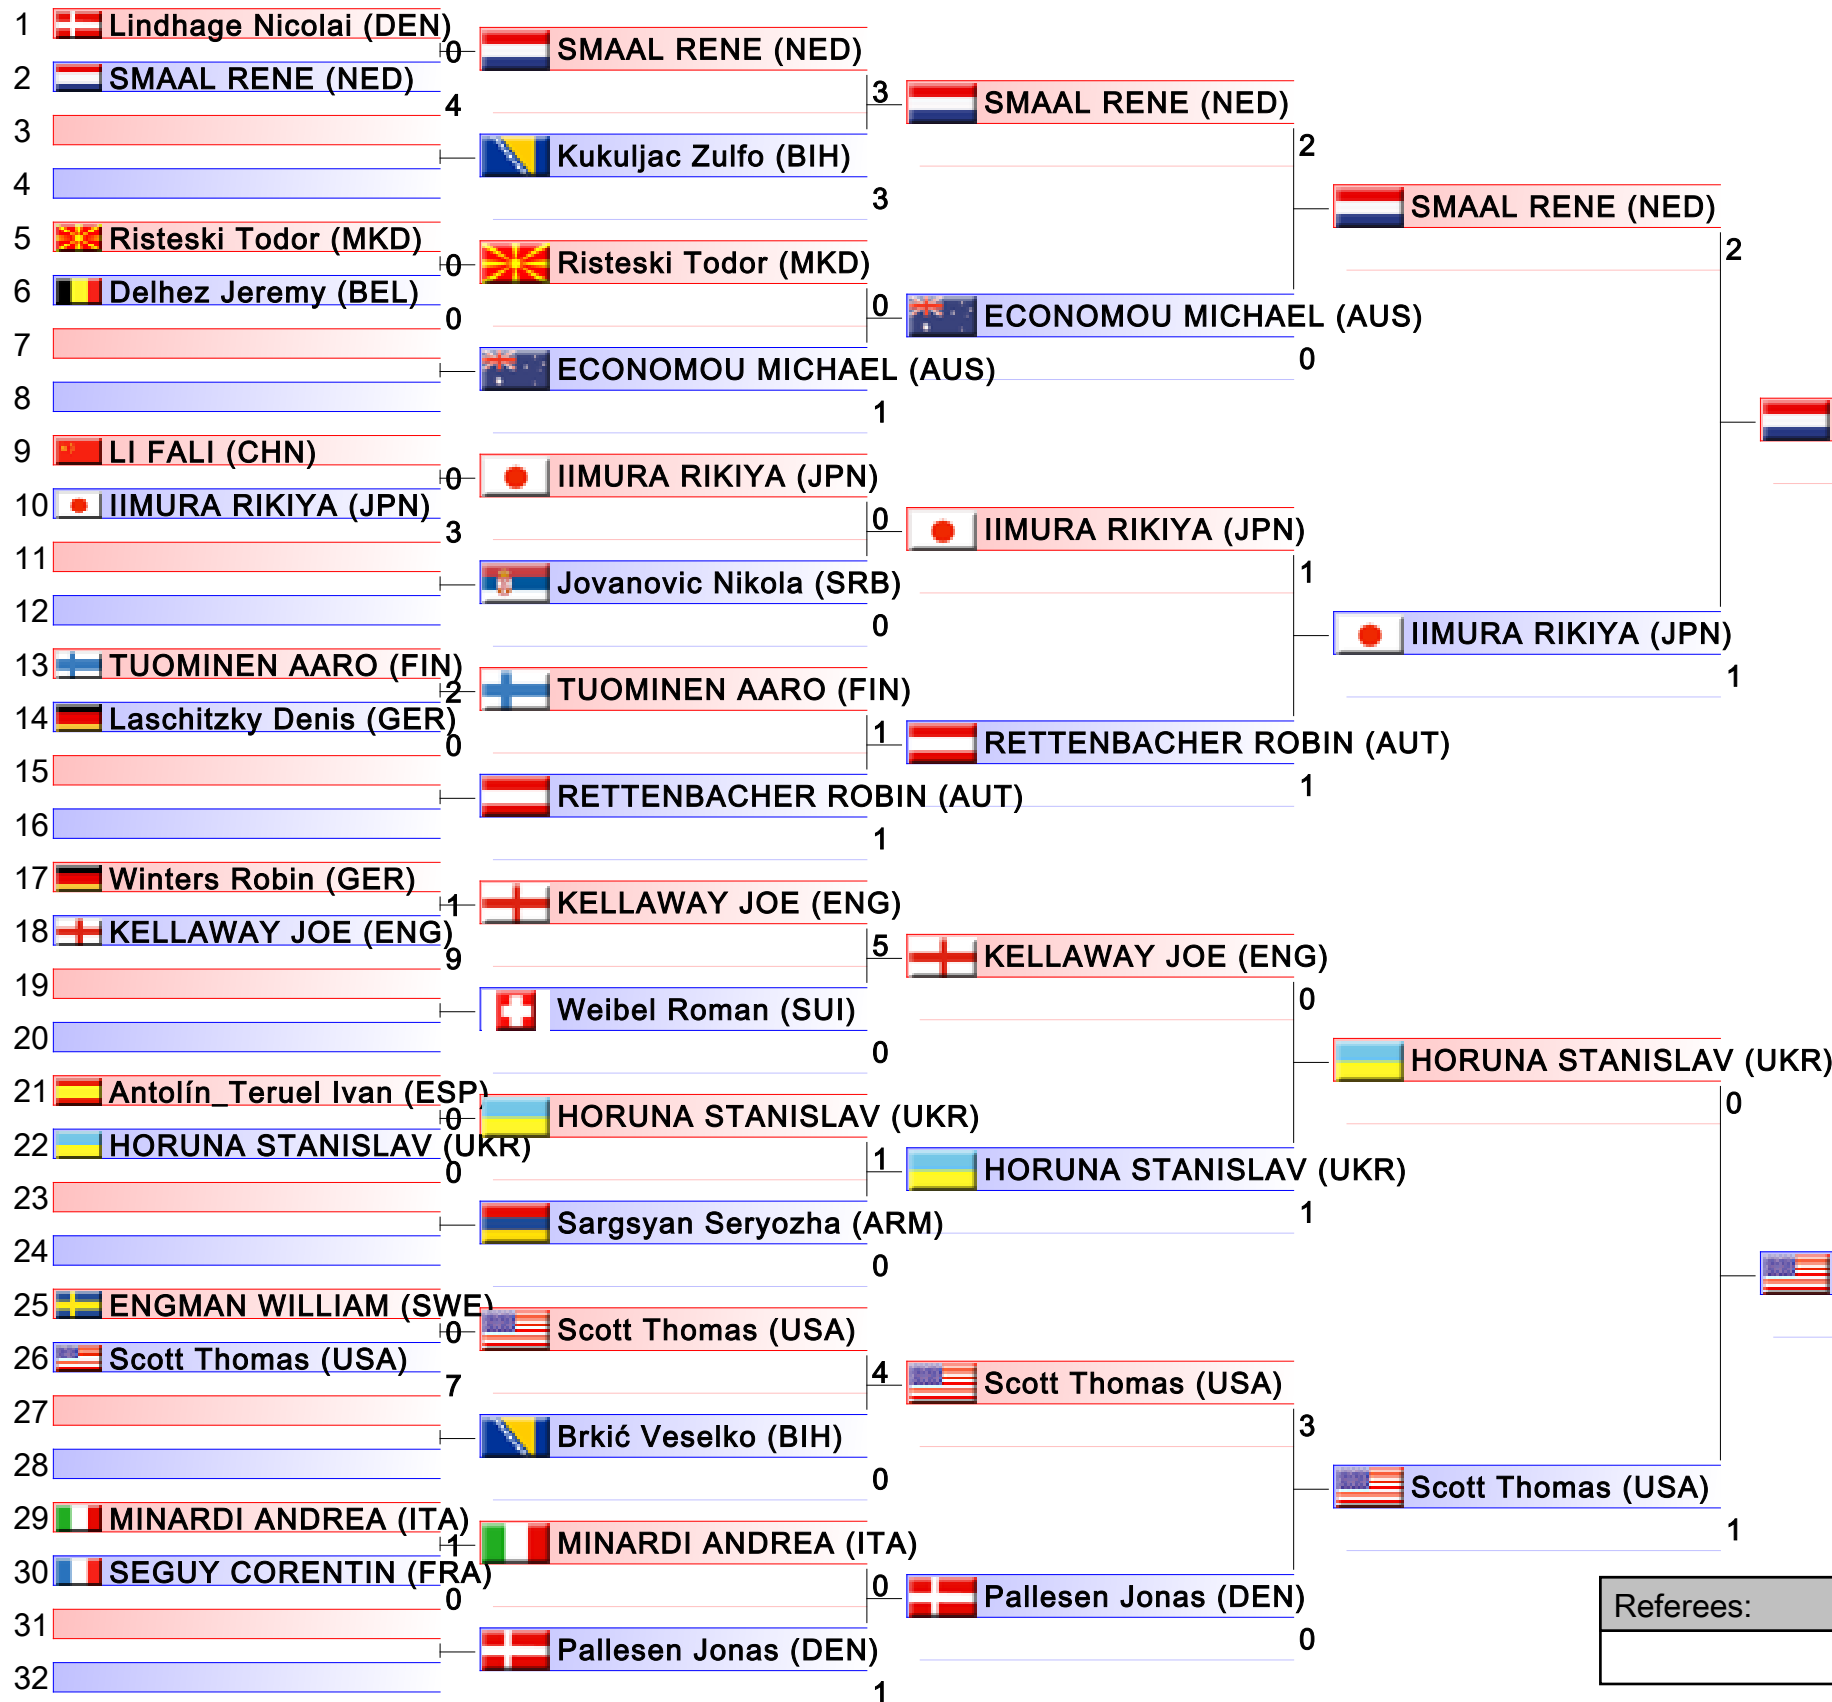 1 Lindhage Nicolai (DEN) 0
2 SMAAL RENE (NED) 4
3
4
5 Risteski Todor (MKD) 0
6 Delhez Jeremy (BEL) 0
7
8
9 LI FALI (CHN) 0
10 IIMURA RIKIYA (JPN) 3
11
12
13 TUOMINEN AARO (FIN) 2
14 Laschitzky Denis (GER) 0
15
16
17 Winters Robin (GER) 1
18 KELLAWAY JOE (ENG) 9
19
20
21 Antolín_Teruel Ivan (ESP) 0
22 HORUNA STANISLAV (UKR) 0
23
24
25 ENGMAN WILLIAM (SWE) 0
26 Scott Thomas (USA) 7
27
28
29 MINARDI ANDREA (ITA) 1
30 SEGUY CORENTIN (FRA) 0
31
32
SMAAL RENE (NED) 3
Kukuljac Zulfo (BIH) 3
Risteski Todor (MKD) 0
ECONOMOU MICHAEL (AUS) 1
IIMURA RIKIYA (JPN) 0
Jovanovic Nikola (SRB) 0
TUOMINEN AARO (FIN) 1
RETTENBACHER ROBIN (AUT) 1
KELLAWAY JOE (ENG) 5
Weibel Roman (SUI) 0
HORUNA STANISLAV (UKR) 1
Sargsyan Seryozha (ARM) 0
Scott Thomas (USA) 4
Brkić Veselko (BIH) 0
MINARDI ANDREA (ITA) 0
Pallesen Jonas (DEN) 1
SMAAL RENE (NED) 2
ECONOMOU MICHAEL (AUS) 0
IIMURA RIKIYA (JPN) 1
RETTENBACHER ROBIN (AUT) 1
KELLAWAY JOE (ENG) 0
HORUNA STANISLAV (UKR) 1
Scott Thomas (USA) 3
Pallesen Jonas (DEN) 0
SMAAL RENE (NED) 2
IIMURA RIKIYA (JPN) 1
HORUNA STANISLAV (UKR) 0
Scott Thomas (USA) 1
Referees: